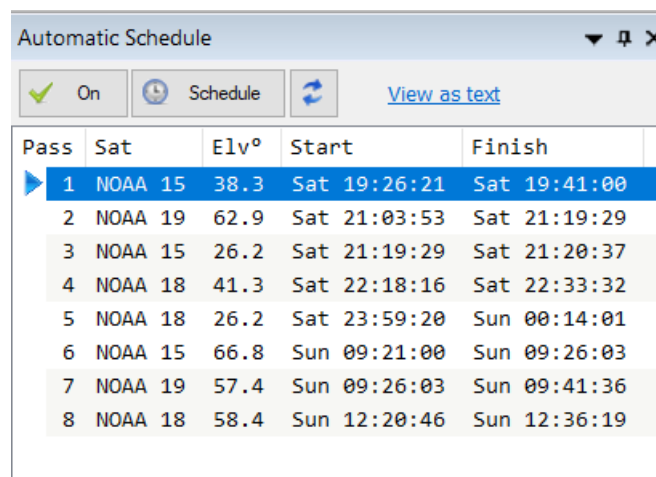 Automatic Schedule
On Schedule View as text
Pass Sat Elvº Start Finish
1 NOAA 15 38.3 Sat 19:26:21 Sat 19:41:00
2 NOAA 19 62.9 Sat 21:03:53 Sat 21:19:29
3 NOAA 15 26.2 Sat 21:19:29 Sat 21:20:37
4 NOAA 18 41.3 Sat 22:18:16 Sat 22:33:32
5 NOAA 18 26.2 Sat 23:59:20 Sun 00:14:01
6 NOAA 15 66.8 Sun 09:21:00 Sun 09:26:03
7 NOAA 19 57.4 Sun 09:26:03 Sun 09:41:36
8 NOAA 18 58.4 Sun 12:20:46 Sun 12:36:19